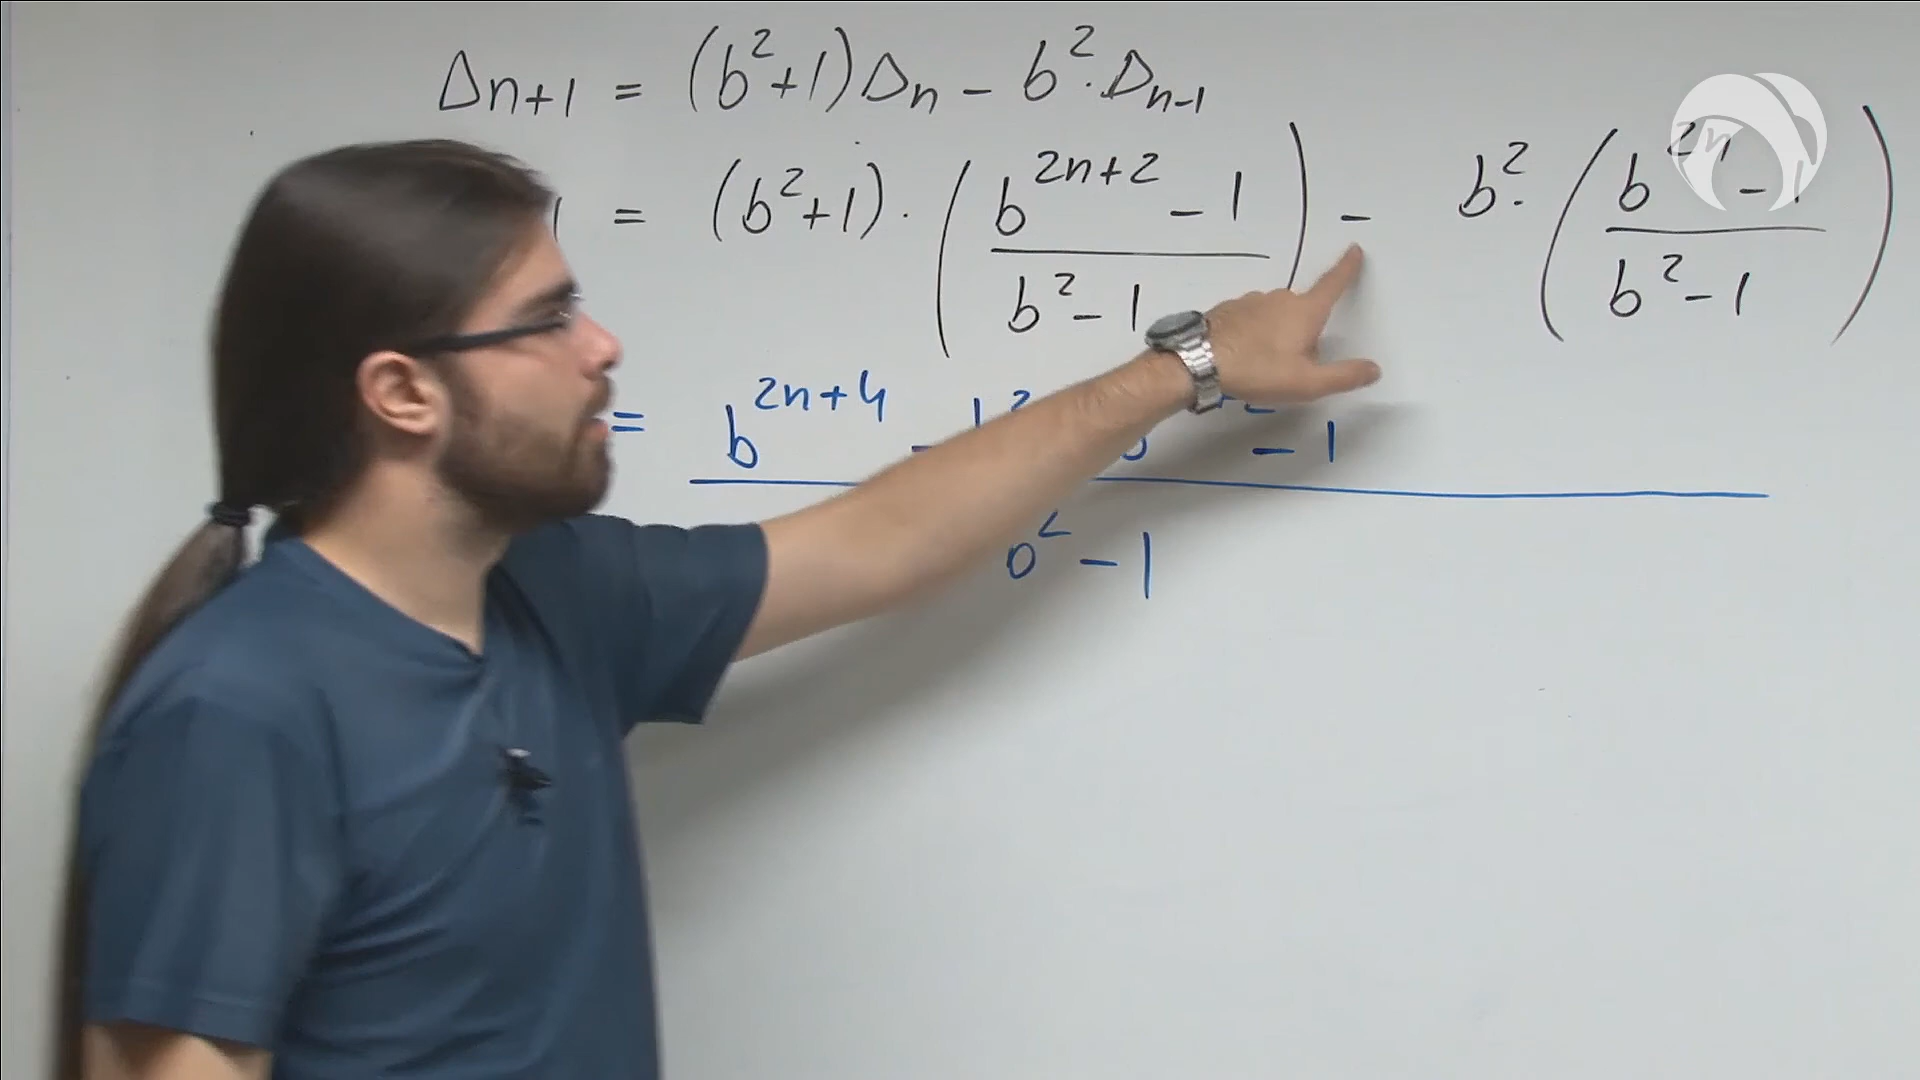 Δn+1 = (b²+1)Δn - b²·Δn-1
1 = (b²+1)·((b^(2n+2) - 1)/(b² - 1)) - b²·((b^(2n) - 1)/(b² - 1))
= b^(2n+4) - - 1
b² - 1